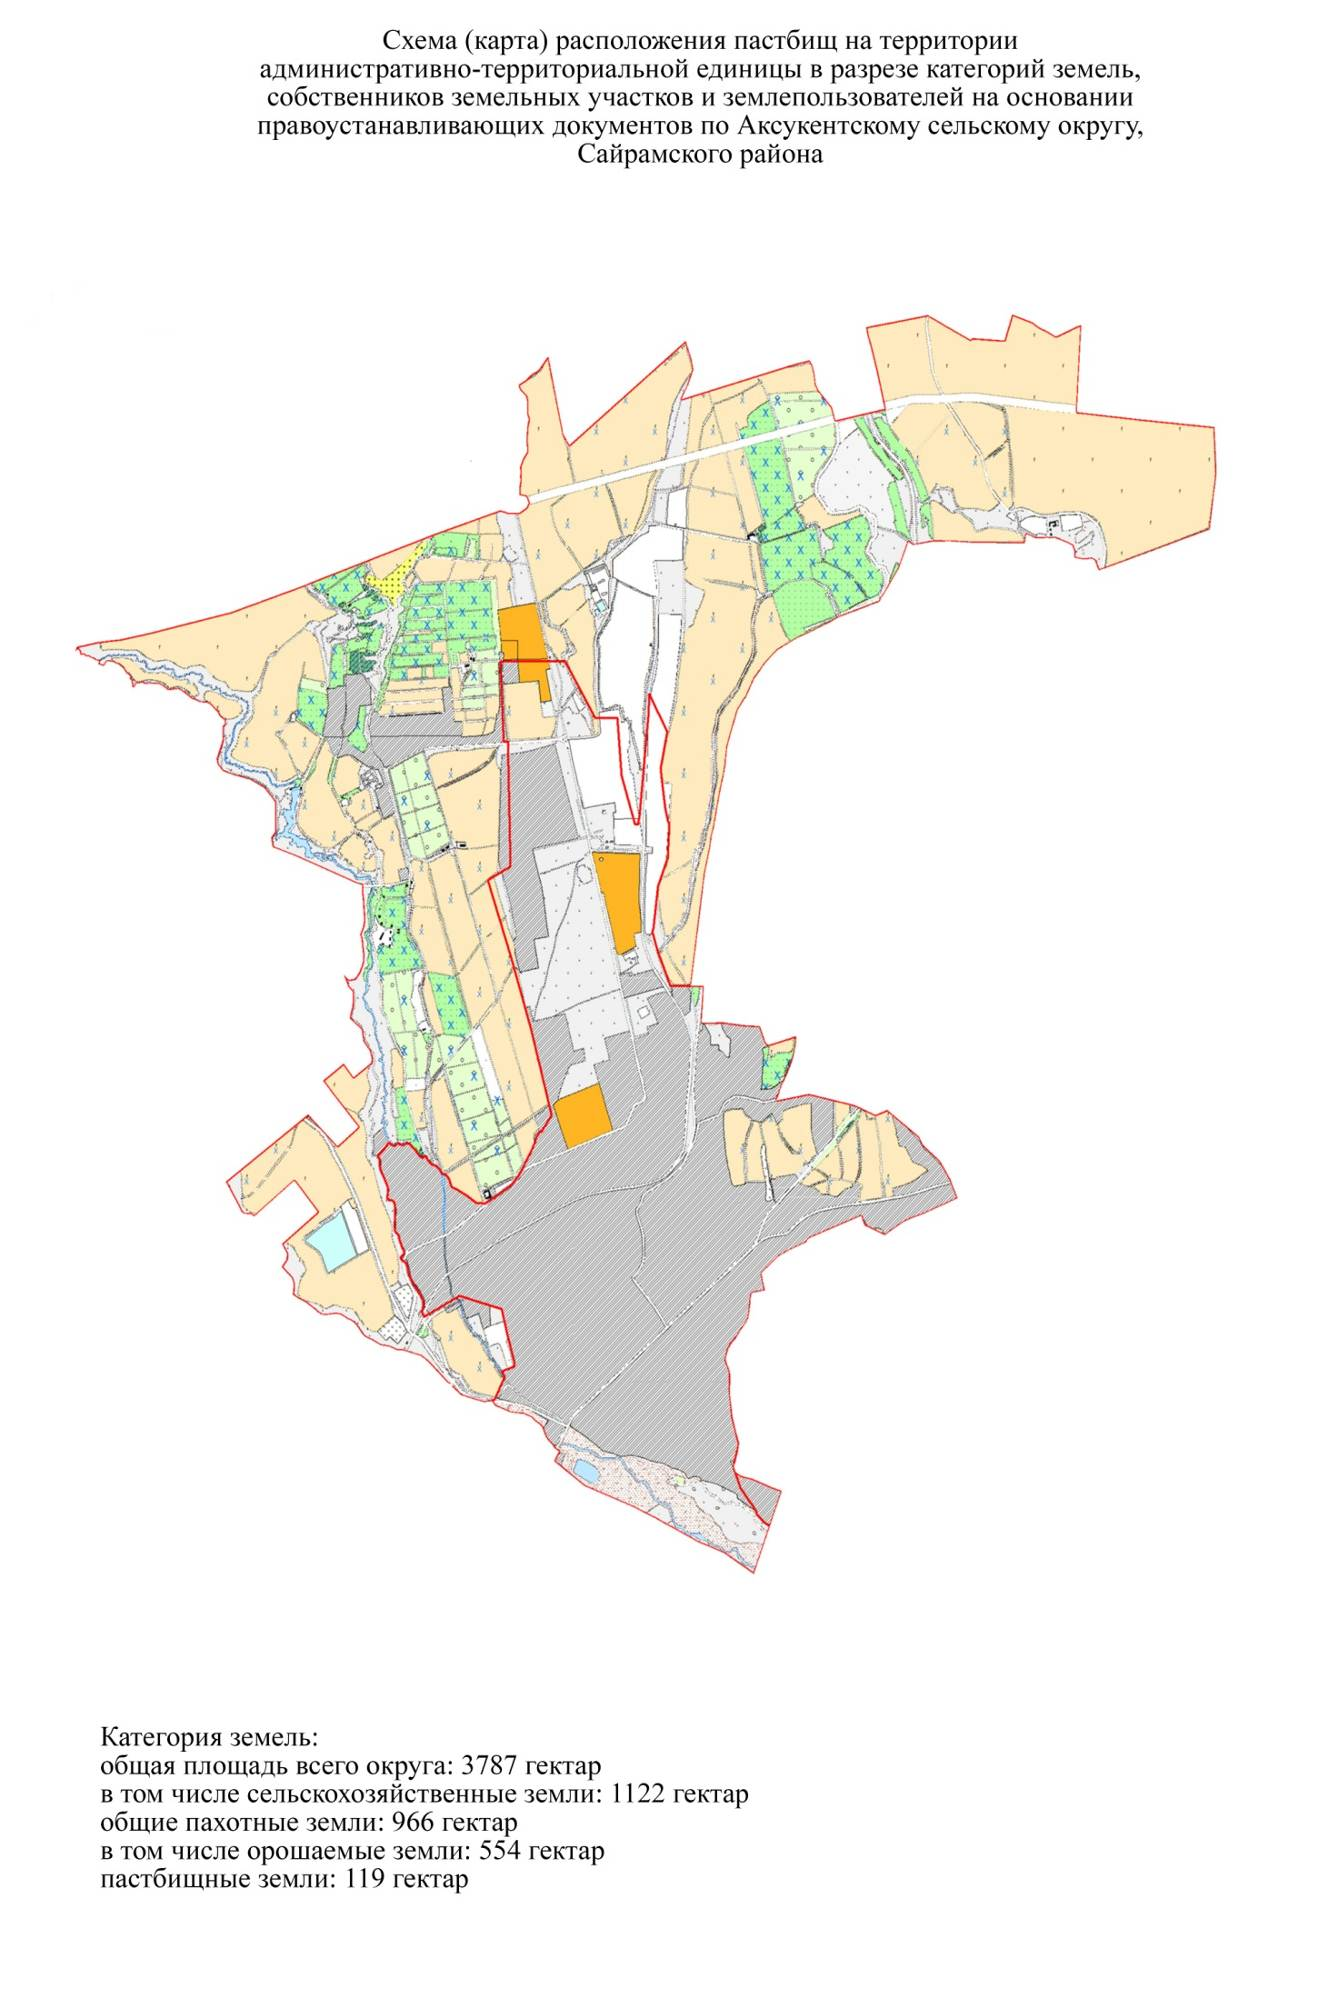 Схема (карта) расположения пастбищ на территории
административно-территориальной единицы в разрезе категорий земель,
собственников земельных участков и землепользователей на основании
правоустанавливающих документов по Аксукентскому сельскому округу,
Сайрамского района
Категория земель:
общая площадь всего округа: 3787 гектар
в том числе сельскохозяйственные земли: 1122 гектар
общие пахотные земли: 966 гектар
в том числе орошаемые земли: 554 гектар
пастбищные земли: 119 гектар